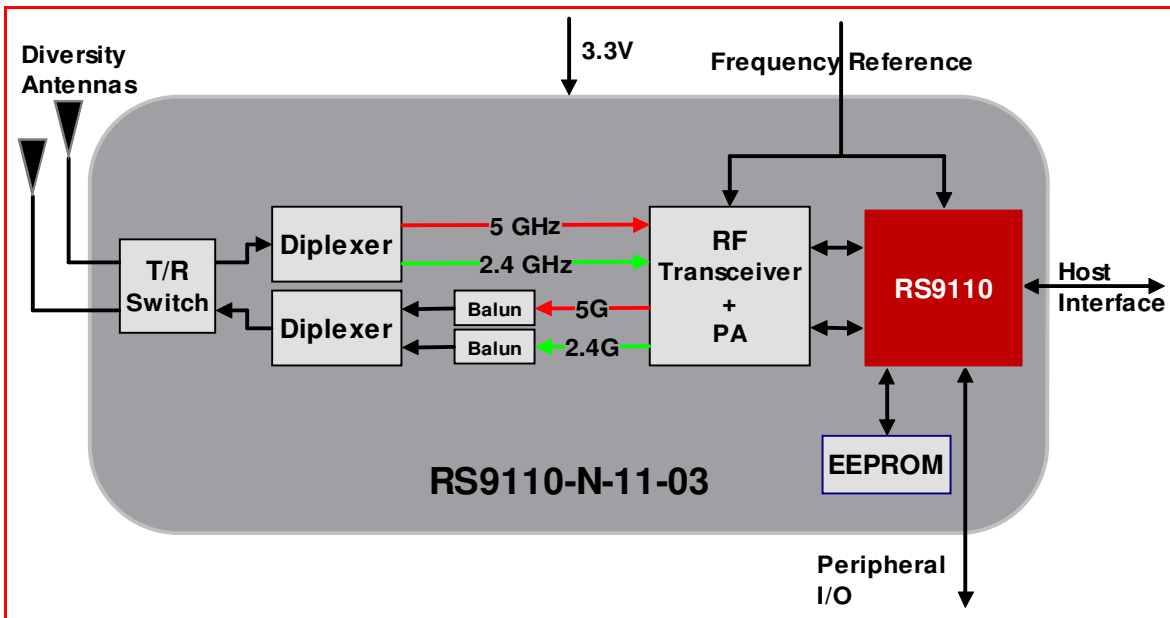 Diversity
Antennas
3.3V
Frequency Reference
T/R
Switch
Diplexer
5 GHz
2.4 GHz
Diplexer
Balun
5G
Balun
2.4G
RF
Transceiver
+
PA
RS9110
Host
Interface
EEPROM
RS9110-N-11-03
Peripheral
I/O